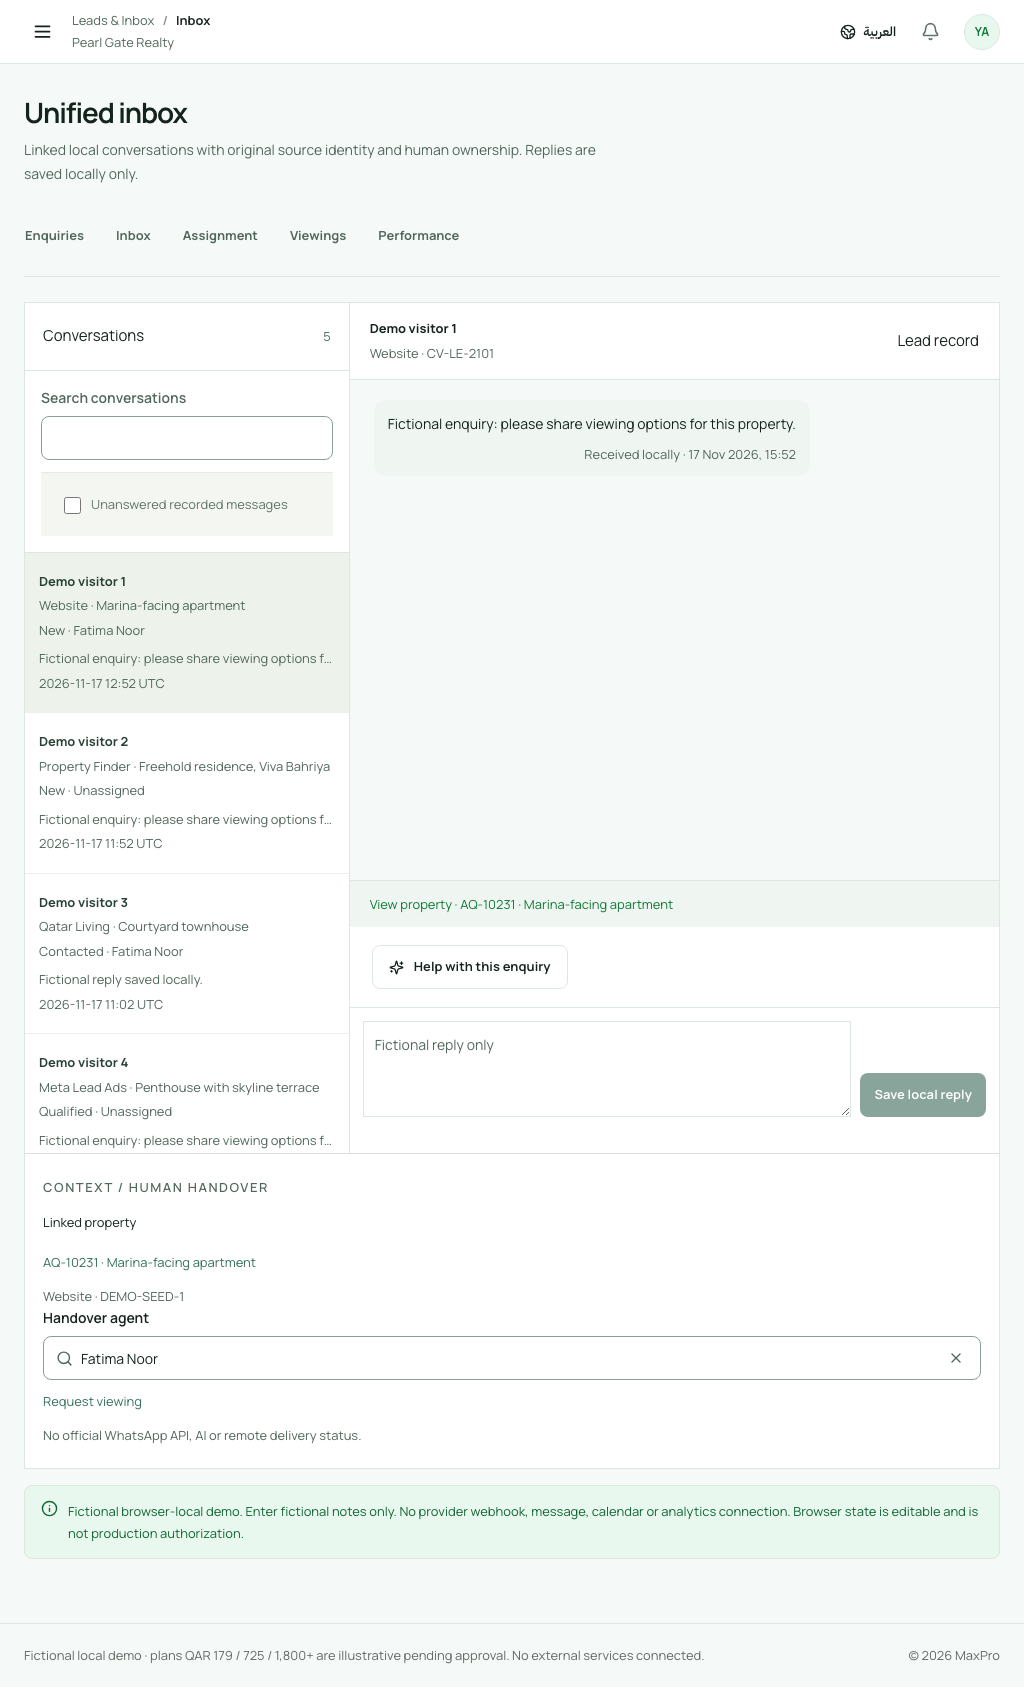 Leads & Inbox / Inbox
Pearl Gate Realty
العربية
YA
Unified inbox
Linked local conversations with original source identity and human ownership. Replies are
saved locally only.
Enquiries Inbox Assignment Viewings Performance
Conversations 5
Search conversations
Unanswered recorded messages
Demo visitor 1
Website · Marina-facing apartment
New · Fatima Noor
Fictional enquiry: please share viewing options f...
2026-11-17 12:52 UTC
Demo visitor 2
Property Finder · Freehold residence, Viva Bahriya
New · Unassigned
Fictional enquiry: please share viewing options f...
2026-11-17 11:52 UTC
Demo visitor 3
Qatar Living · Courtyard townhouse
Contacted · Fatima Noor
Fictional reply saved locally.
2026-11-17 11:02 UTC
Demo visitor 4
Meta Lead Ads · Penthouse with skyline terrace
Qualified · Unassigned
Fictional enquiry: please share viewing options f...
Demo visitor 1
Website · CV-LE-2101
Lead record
Fictional enquiry: please share viewing options for this property.
Received locally · 17 Nov 2026, 15:52
View property · AQ-10231 · Marina-facing apartment
Help with this enquiry
Fictional reply only
Save local reply
CONTEXT / HUMAN HANDOVER
Linked property
AQ-10231 · Marina-facing apartment
Website · DEMO-SEED-1
Handover agent
Fatima Noor
Request viewing
No official WhatsApp API, AI or remote delivery status.
Fictional browser-local demo. Enter fictional notes only. No provider webhook, message, calendar or analytics connection. Browser state is editable and is
not production authorization.
Fictional local demo · plans QAR 179 / 725 / 1,800+ are illustrative pending approval. No external services connected.
© 2026 MaxPro